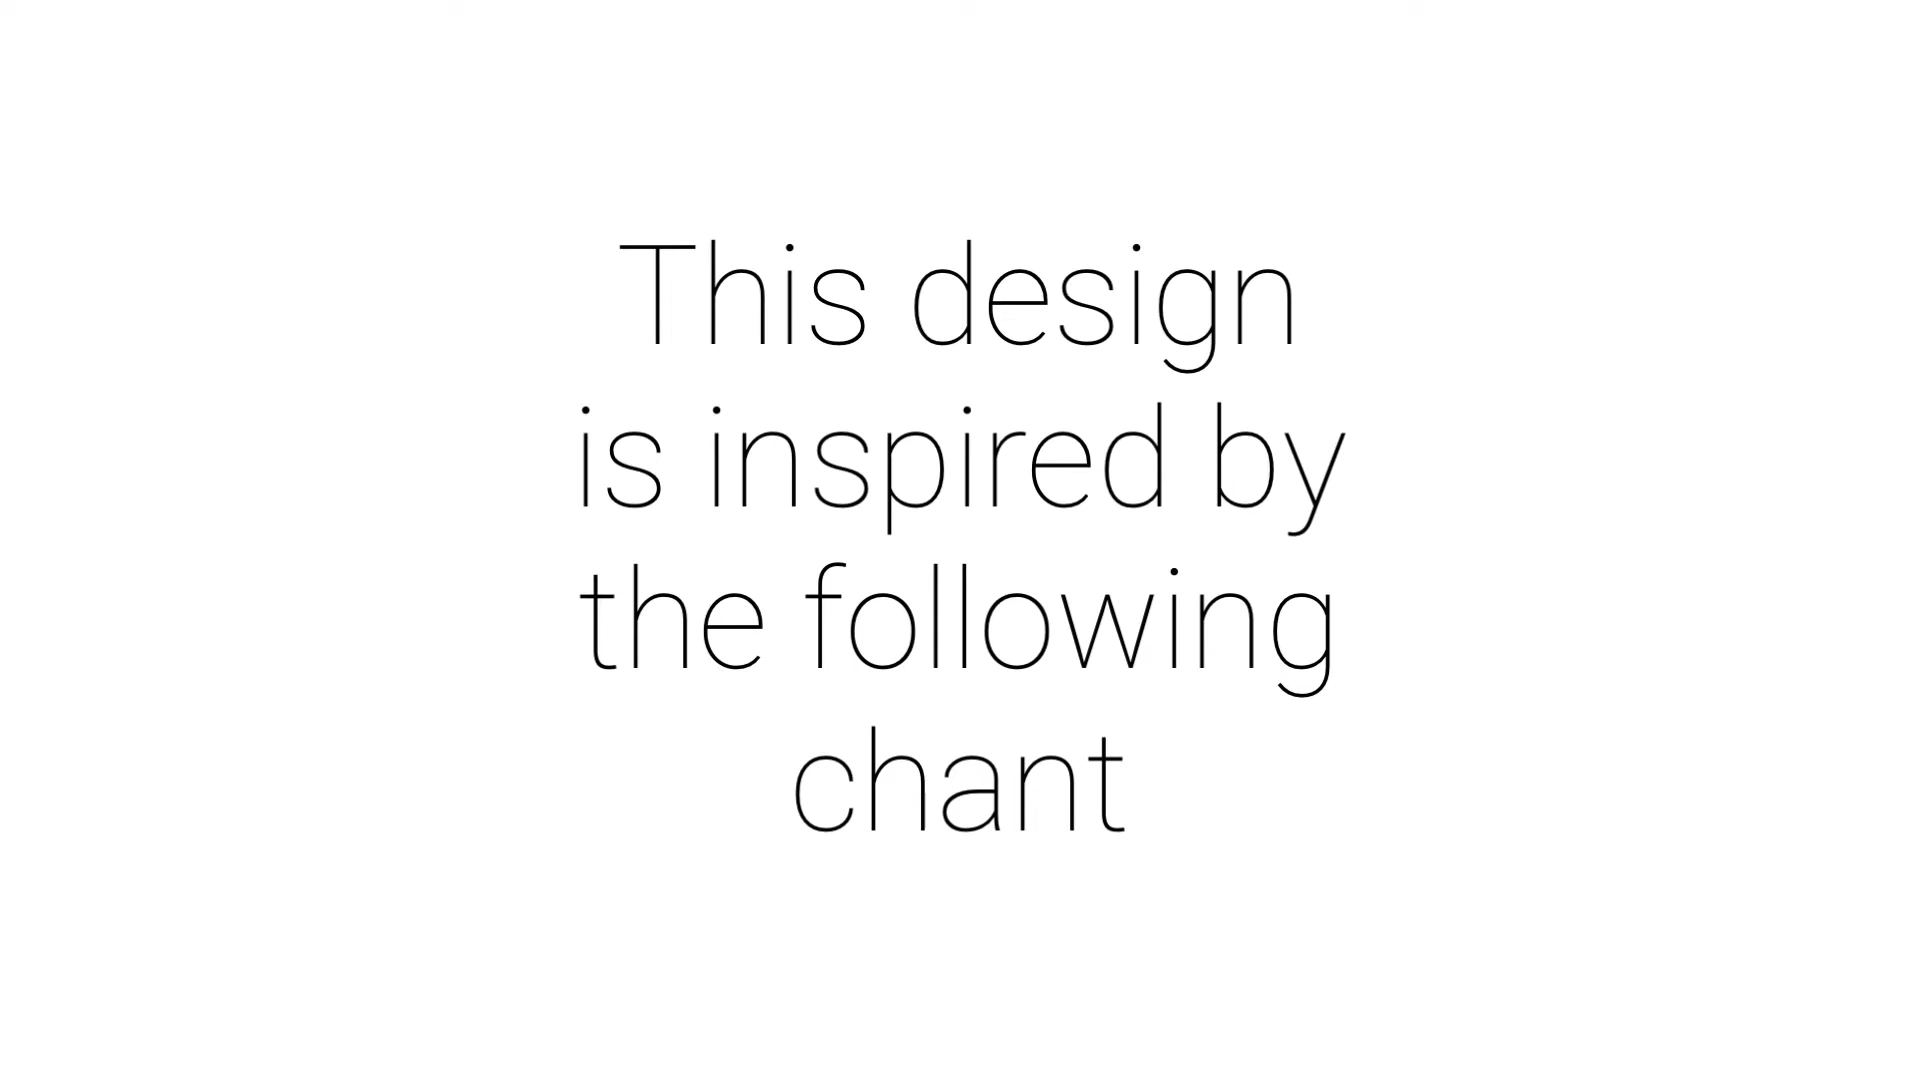 This design
is inspired by
the following
chant